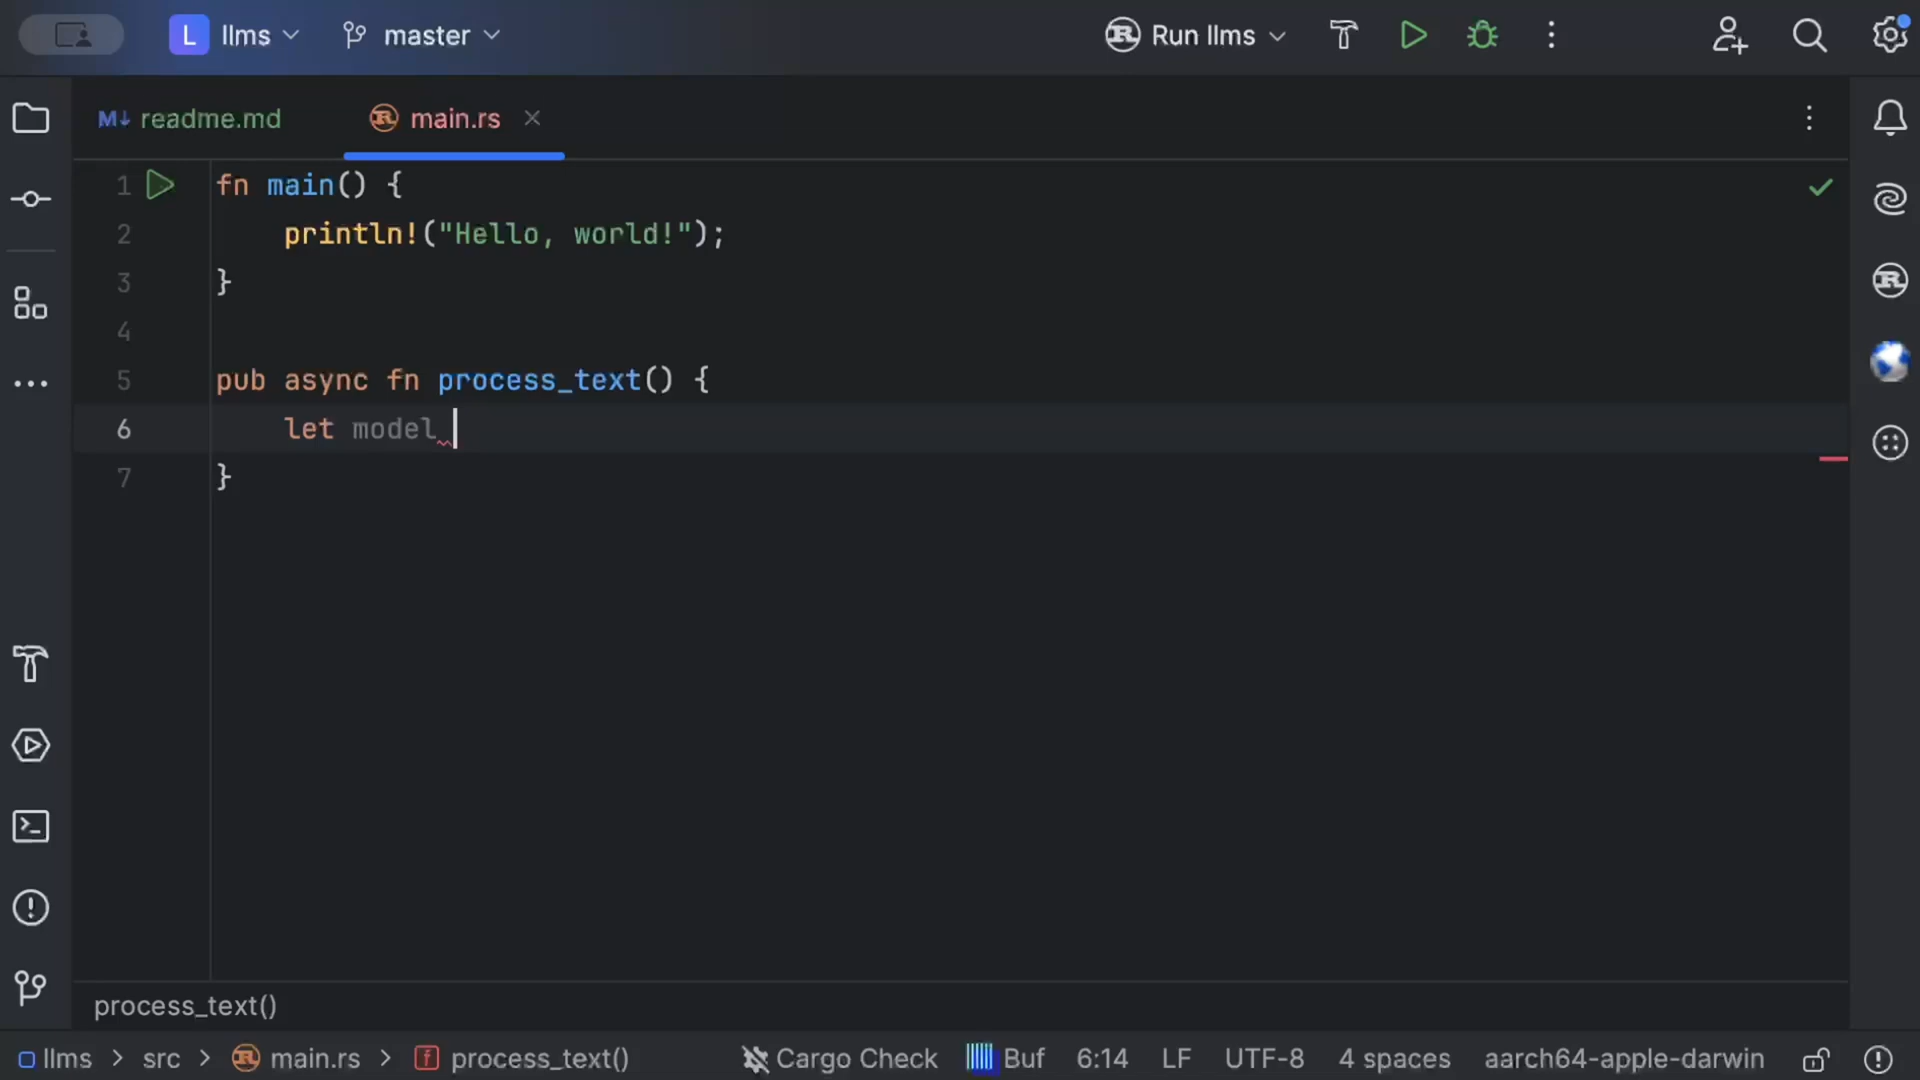 L llms master Run llms
M↓ readme.md main.rs
1 fn main() {
2 println!("Hello, world!");
3 }
4
5 pub async fn process_text() {
6 let model
7 }
process_text()
llms > src > main.rs > f process_text() Cargo Check Buf 6:14 LF UTF-8 4 spaces aarch64-apple-darwin